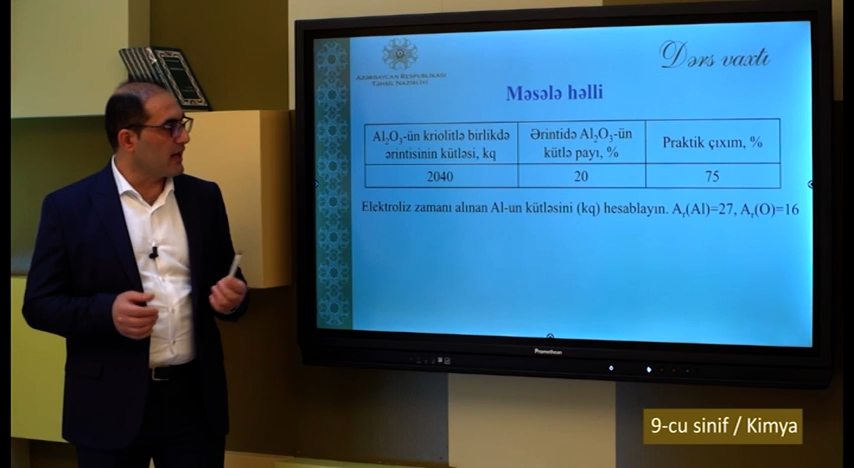 AZƏRBAYCAN RESPUBLİKASI
TƏHSİL NAZİRLİYİ
Dərs vaxtı
Məsələ həlli
Al₂O₃-ün kriolitlə birlikdə
ərintisinin kütləsi, kq
Ərintidə Al₂O₃-ün
kütlə payı, %
Praktik çıxım, %
2040
20
75
Elektroliz zamanı alınan Al-un kütləsini (kq) hesablayın. Aᵣ(Al)=27, Aᵣ(O)=16
Promethean
9-cu sinif / Kimya